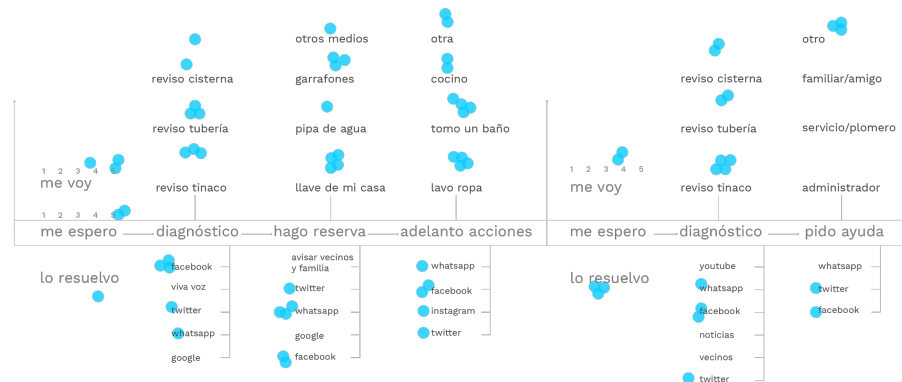 otros medios
otra
otro
reviso cisterna
garrafones
cocino
reviso cisterna
familiar/amigo
reviso tubería
pipa de agua
tomo un baño
reviso tubería
servicio/plomero
1 2 3 4 5
me voy
1 2 3 4 5
me voy
reviso tinaco
llave de mi casa
lavo ropa
reviso tinaco
administrador
1 2 3 4 5
me espero
diagnóstico
hago reserva
adelanto acciones
me espero
diagnóstico
pido ayuda
lo resuelvo
facebook
viva voz
twitter
whatsapp
google
avisar vecinos
y familia
twitter
whatsapp
google
facebook
whatsapp
facebook
instagram
twitter
lo resuelvo
youtube
whatsapp
facebook
noticias
vecinos
twitter
whatsapp
twitter
facebook